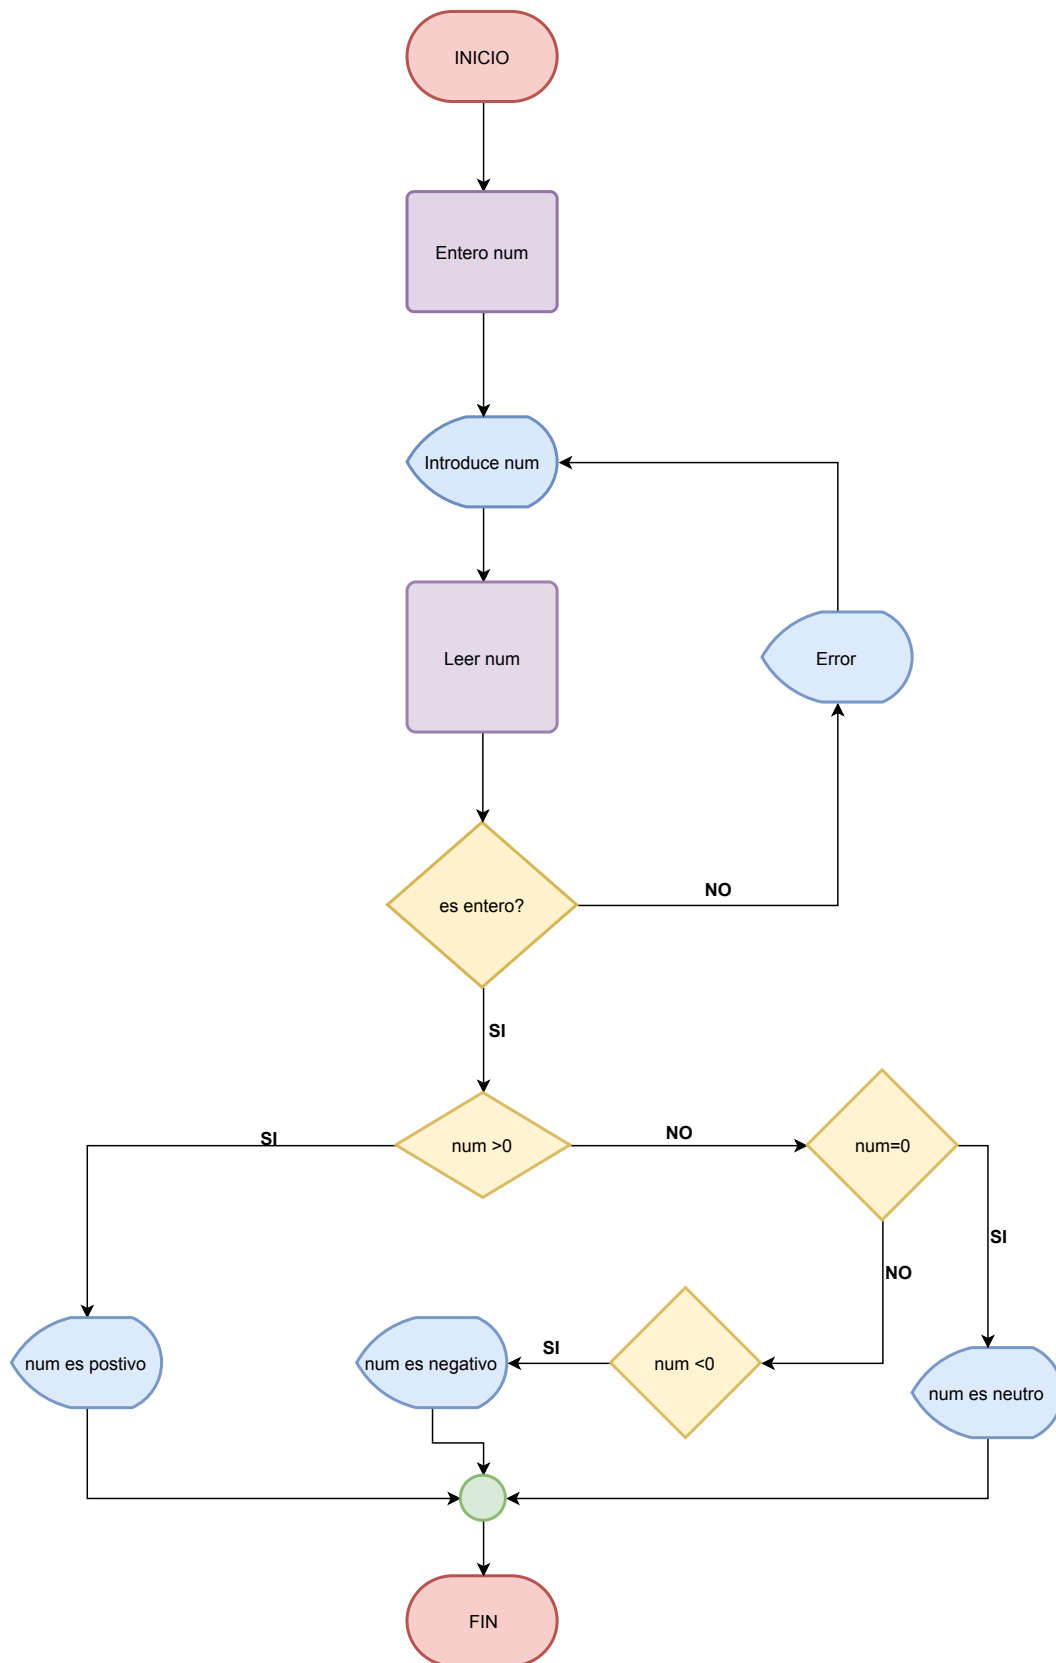 INICIO
Entero num
Introduce num
Leer num
Error
es entero?
NO
SI
num >0
SI
NO
num=0
SI
NO
num es postivo
num es negativo
SI
num <0
num es neutro
FIN